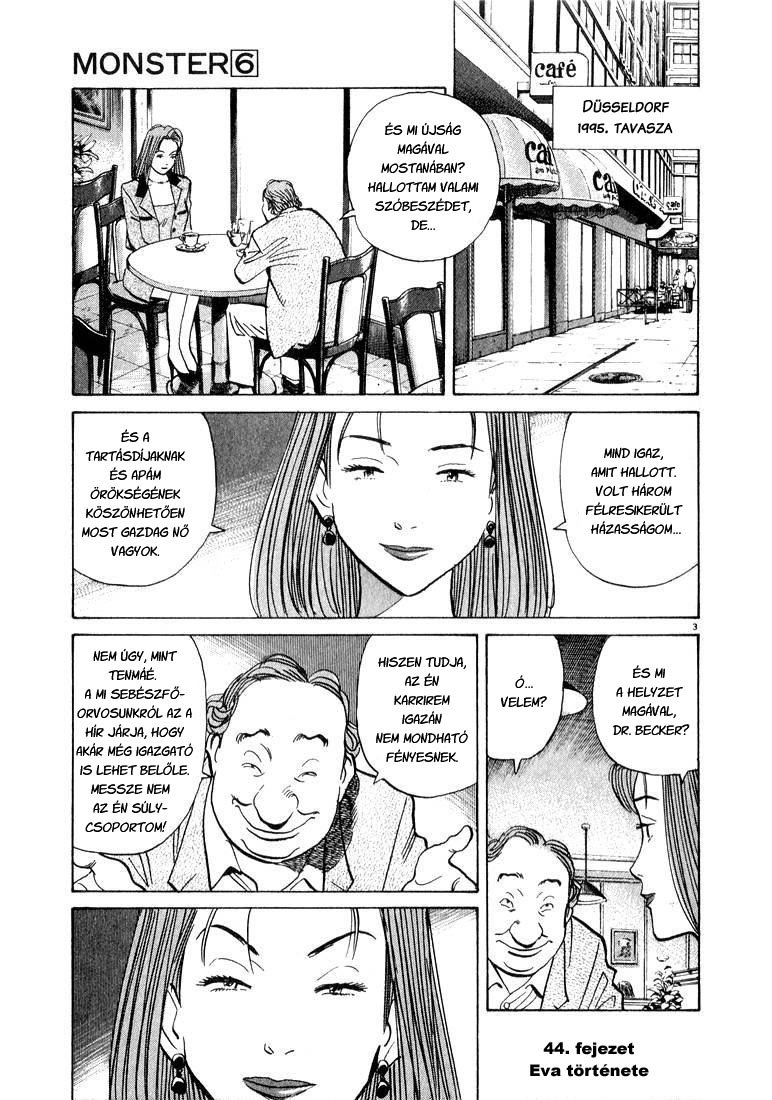 MONSTER 6
café
DÜSSELDORF
1995. TAVASZA
café
café
café
ÉS MI ÚJSÁG
MAGÁVAL
MOSTANÁBAN?
HALLOTTAM VALAMI
SZÓBESZÉDET,
DE...
MIND IGAZ,
AMIT HALLOTT.
VOLT HÁROM
FÉLRESIKERÜLT
HÁZASSÁGOM...
ÉS A
TARTÁSDÍJAKNAK
ÉS APÁM
ÖRÖKSÉGÉNEK
KÖSZÖNHETŐEN
MOST GAZDAG NŐ
VAGYOK.
3
ÉS MI
A HELYZET
MAGÁVAL,
DR. BECKER?
Ó...
VELEM?
HISZEN TUDJA,
AZ ÉN
KARRIREM
IGAZÁN
NEM MONDHATÓ
FÉNYESNEK.
NEM ÚGY, MINT
TENMÁÉ.
A MI SEBÉSZFŐ-
ORVOSUNKRÓL AZ A
HÍR JÁRJA, HOGY
AKÁR MÉG IGAZGATÓ
IS LEHET BELŐLE.
MESSZE NEM
AZ ÉN SÚLY-
CSOPORTOM!
44. fejezet
Eva története